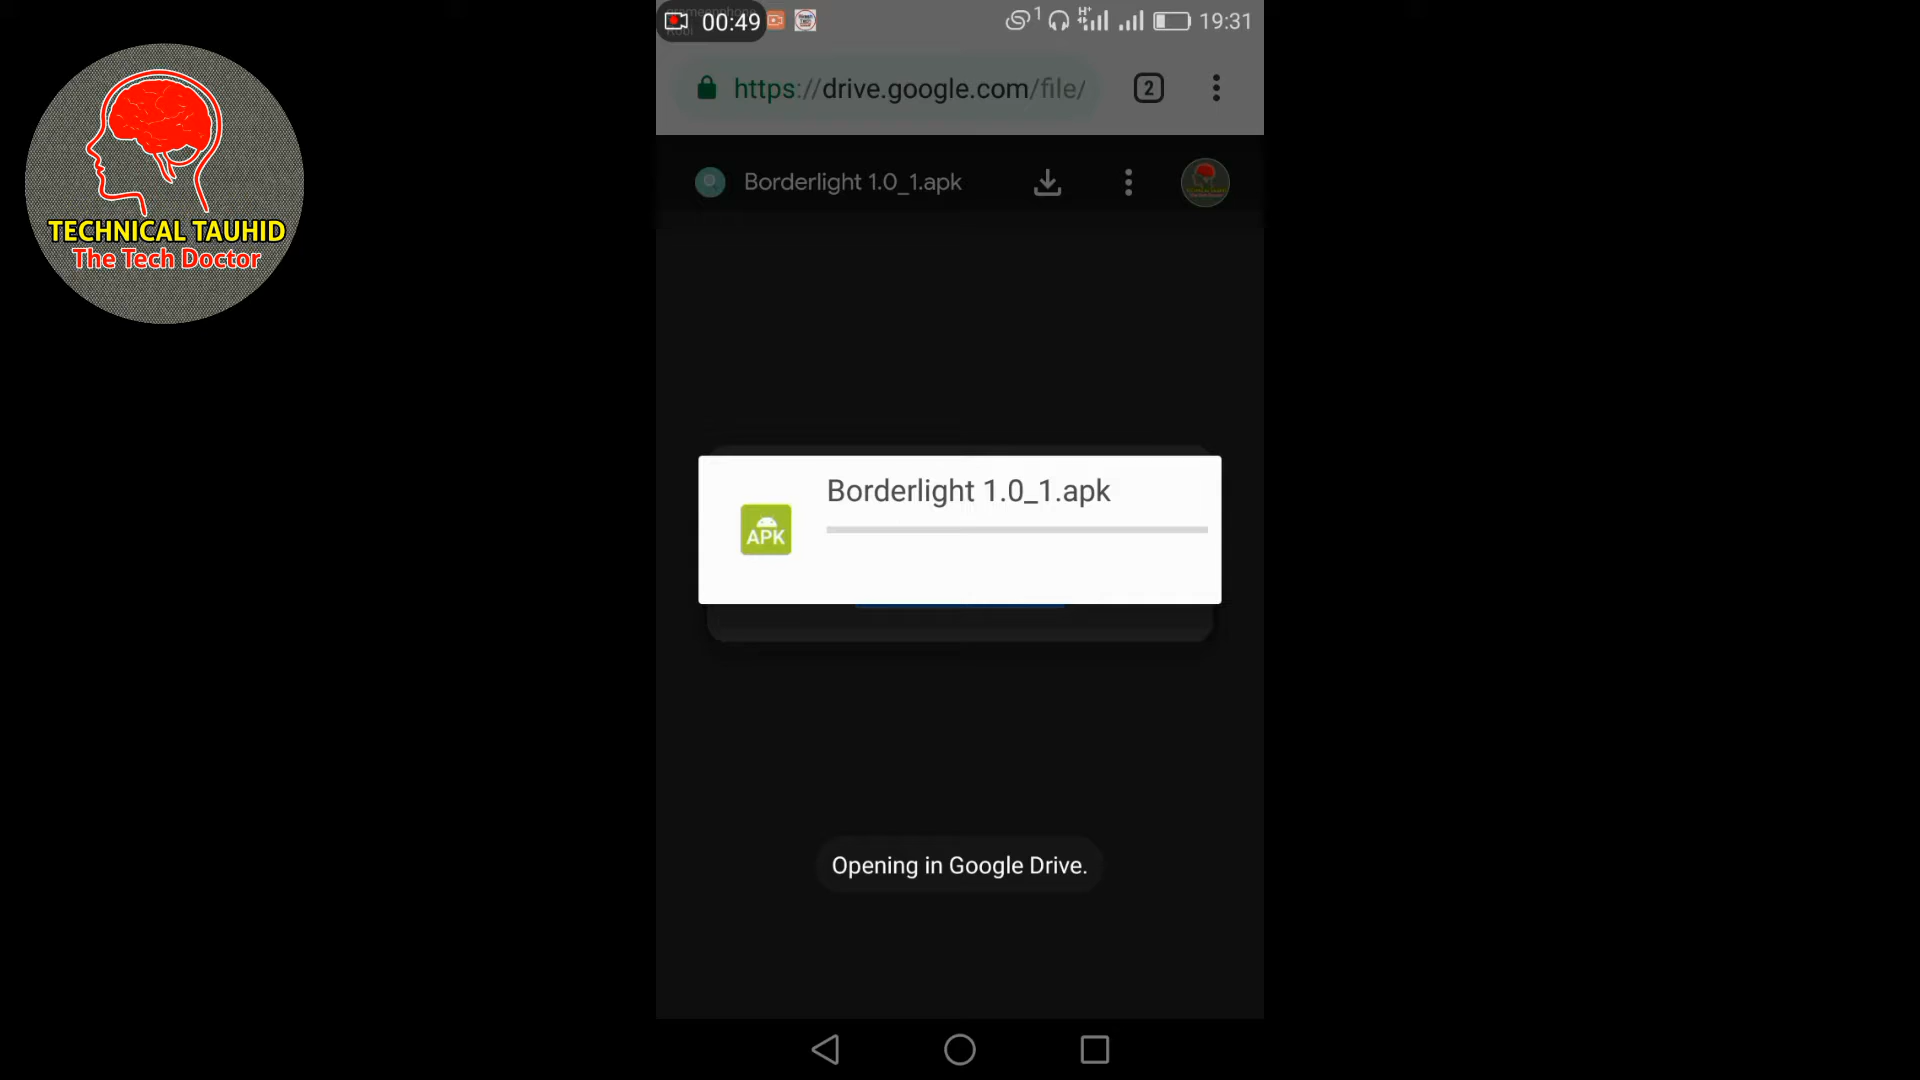 00:49
1
H+
19:31
https://drive.google.com/file/
2
Borderlight 1.0_1.apk
TECHNICAL TAUHID
The Tech Doctor
Borderlight 1.0_1.apk
APK
Opening in Google Drive.